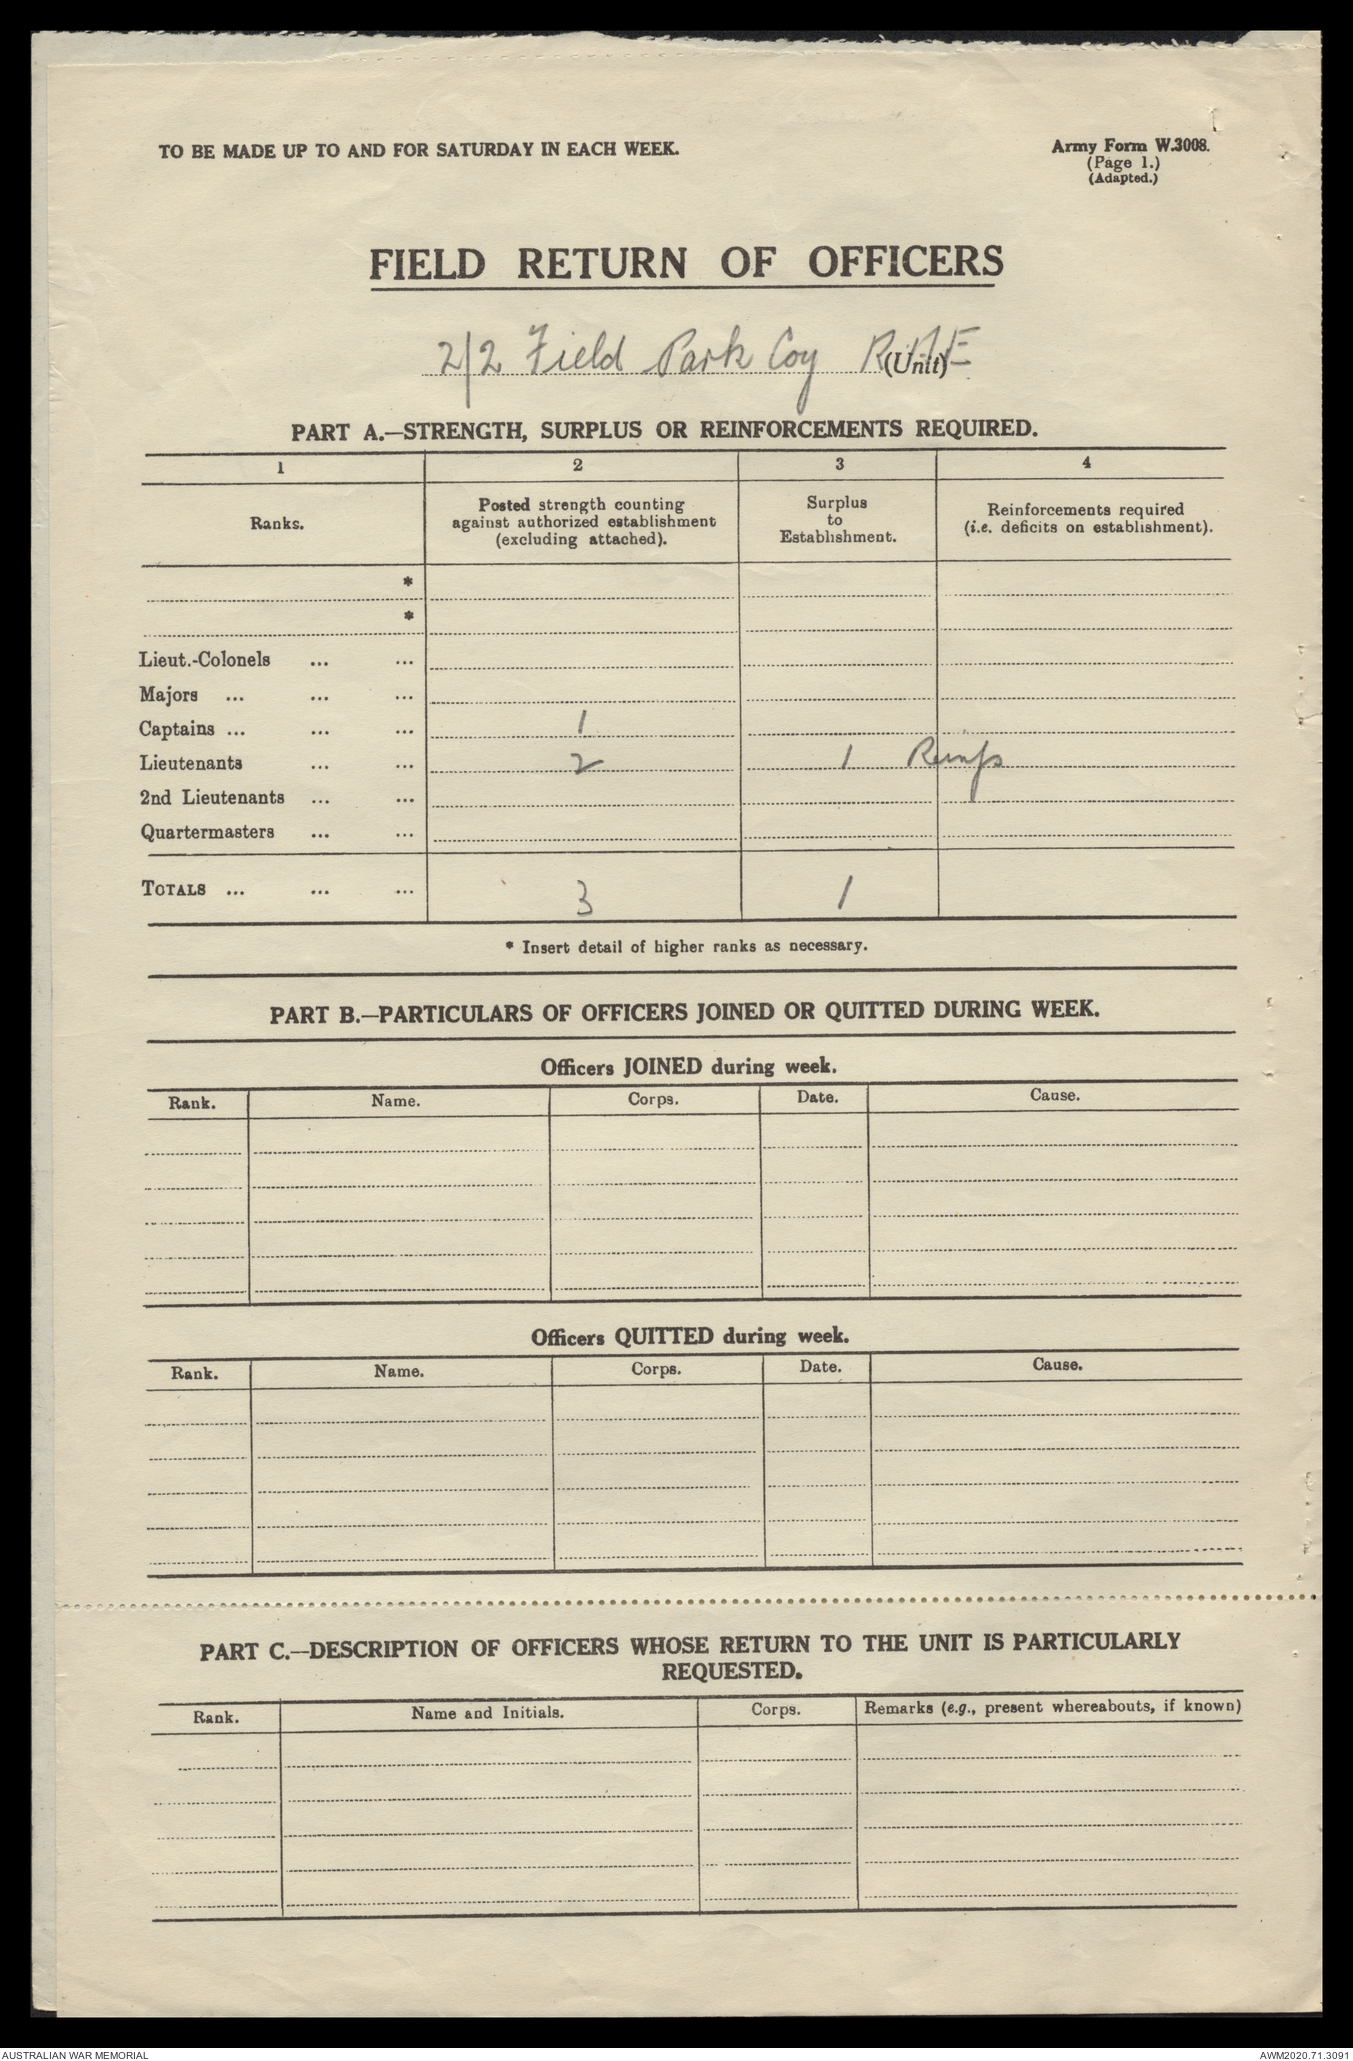 TO BE MADE UP TO AND FOR SATURDAY IN EACH WEEK.
Army Form W.3008.
(Page 1.)
(Adapted.)
FIELD RETURN OF OFFICERS
2/2 Field Park Coy RAE (Unit)
PART A.—STRENGTH, SURPLUS OR REINFORCEMENTS REQUIRED.
1 2 3 4
Ranks.
Posted strength counting
against authorized establishment
(excluding attached).
Surplus
to
Establishment.
Reinforcements required
(i.e. deficits on establishment).
*
*
Lieut.-Colonels ... ...
Majors ... ... ...
Captains ... ... ... 1
Lieutenants ... ... 2 1 Reinfs
2nd Lieutenants ... ...
Quartermasters ... ...
TOTALS ... ... ... 3 1
* Insert detail of higher ranks as necessary.
PART B.—PARTICULARS OF OFFICERS JOINED OR QUITTED DURING WEEK.
Officers JOINED during week.
Rank. Name. Corps. Date. Cause.
Officers QUITTED during week.
Rank. Name. Corps. Date. Cause.
PART C.—DESCRIPTION OF OFFICERS WHOSE RETURN TO THE UNIT IS PARTICULARLY
REQUESTED.
Rank. Name and Initials. Corps. Remarks (e.g., present whereabouts, if known)
AUSTRALIAN WAR MEMORIAL AWM2020.71.3091